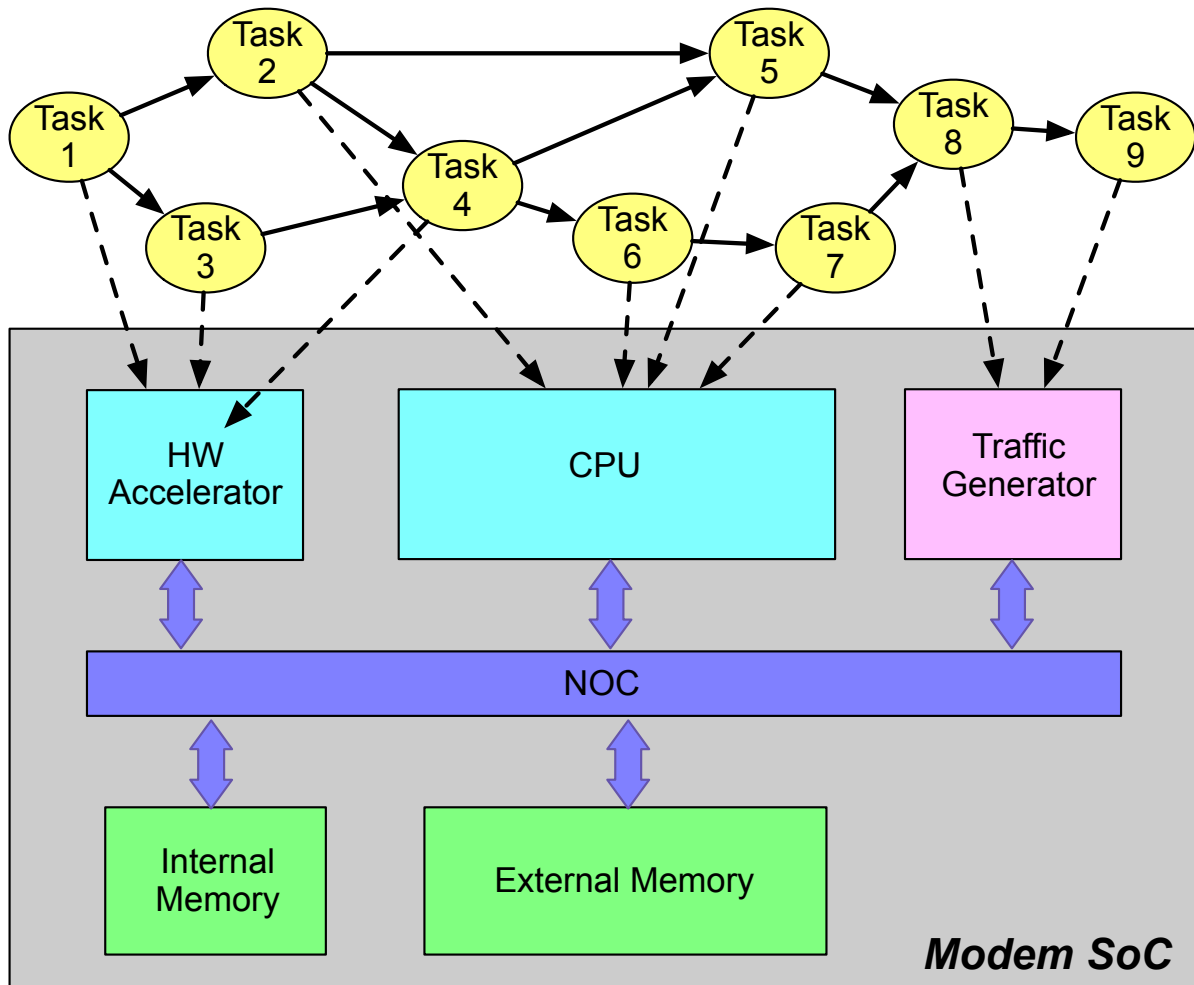 Task
1
Task
2
Task
3
Task
4
Task
5
Task
6
Task
7
Task
8
Task
9
HW
Accelerator
CPU
Traffic
Generator
NOC
Internal
Memory
External Memory
Modem SoC